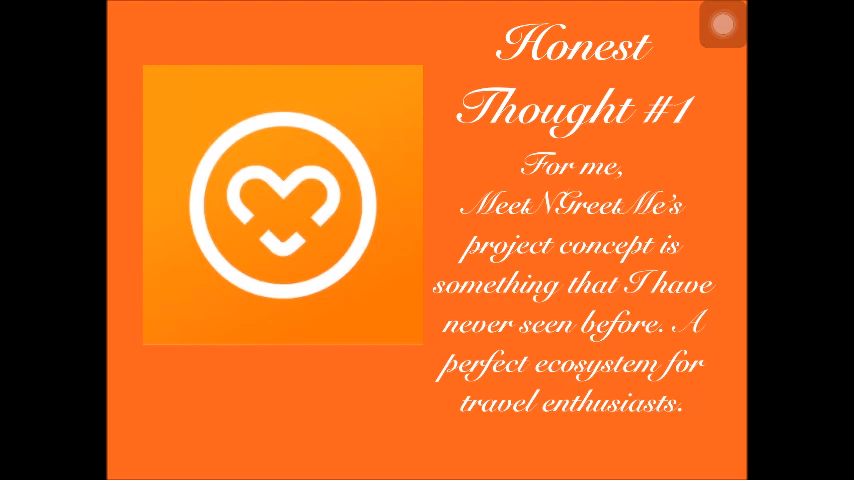 Honest
Thought #1
For me,
MeetNGreetMe's
project concept is
something that I have
never seen before. A
perfect ecosystem for
travel enthusiasts.